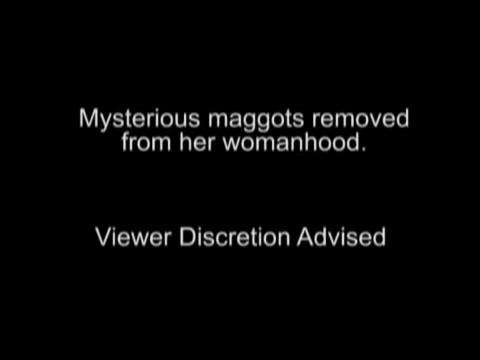 Mysterious maggots removed
from her womanhood.
Viewer Discretion Advised